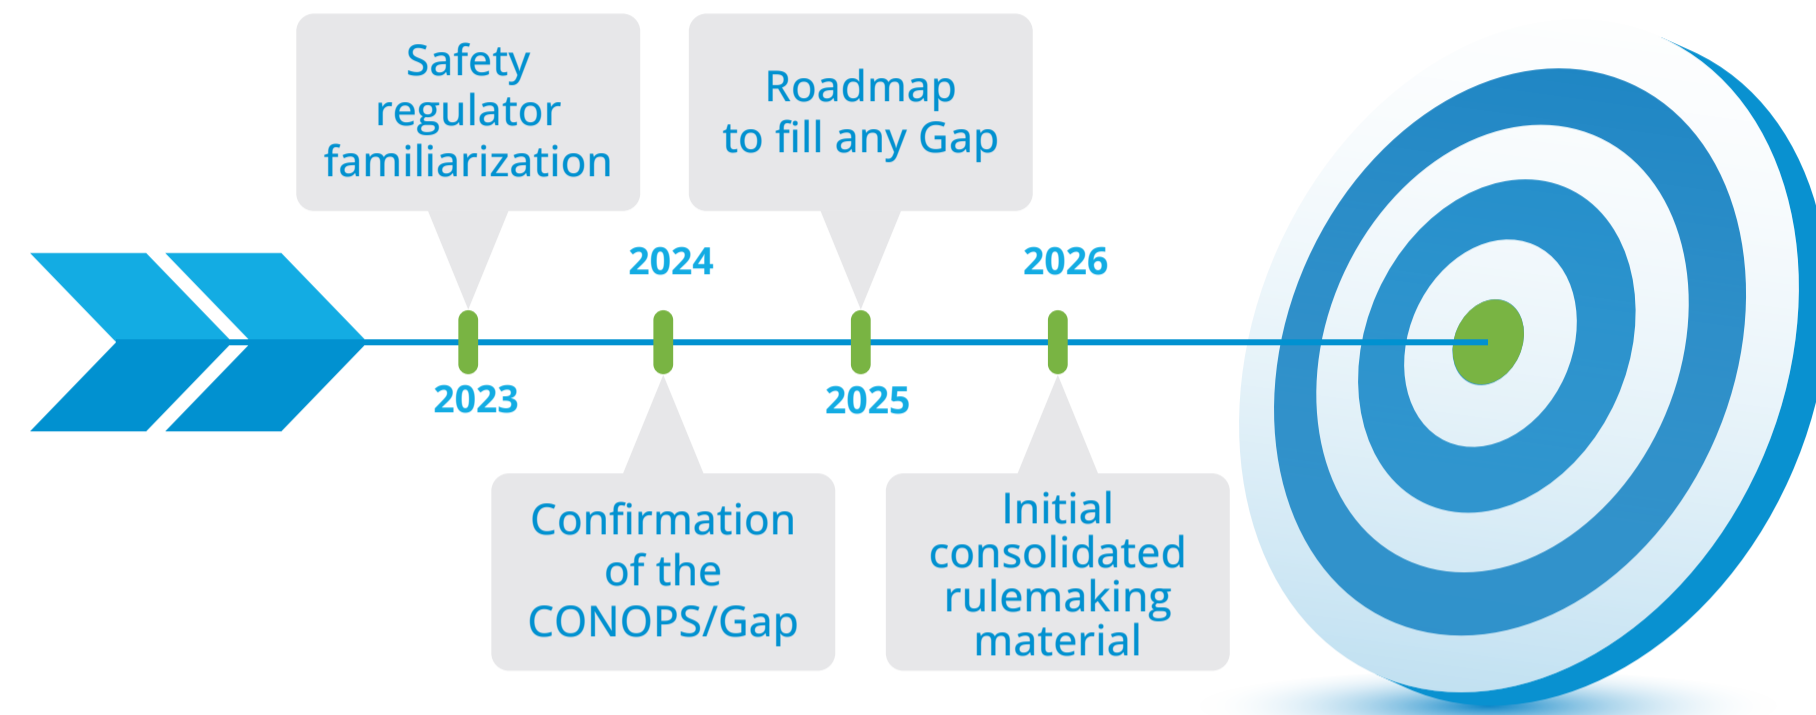 Safety
regulator
familiarization
2023
2024
Confirmation
of the
CONOPS/Gap
Roadmap
to fill any Gap
2025
2026
Initial
consolidated
rulemaking
material